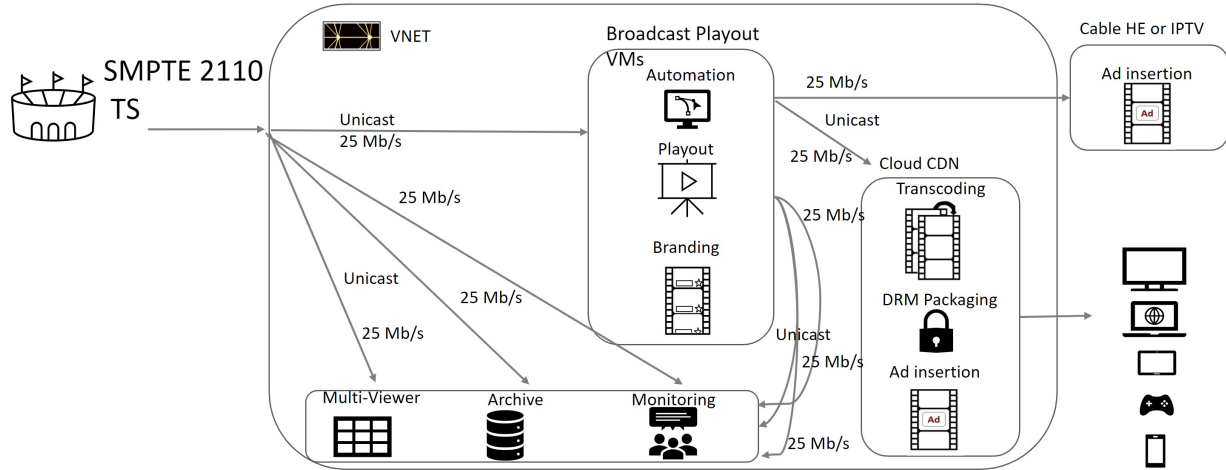 VNET
Broadcast Playout
VMs
Cable HE or IPTV
SMPTE 2110
TS
Automation
Ad insertion
25 Mb/s
Ad
Unicast
25 Mb/s
Unicast
25 Mb/s
Playout
Cloud CDN
Transcoding
25 Mb/s
25 Mb/s
Branding
Unicast
25 Mb/s
DRM Packaging
25 Mb/s
Unicast
25 Mb/s
Ad insertion
Ad
Multi-Viewer
Archive
Monitoring
25 Mb/s